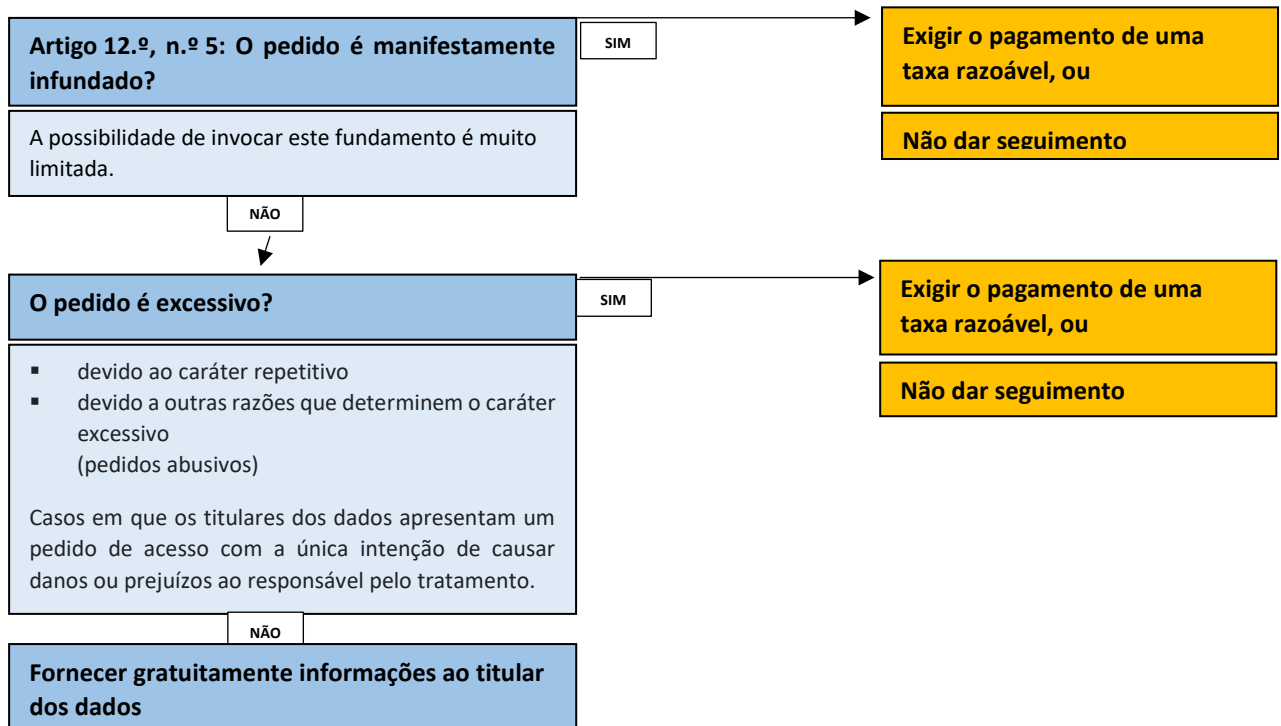 Artigo 12.º, n.º 5: O pedido é manifestamente
infundado?
SIM
Exigir o pagamento de uma
taxa razoável, ou
A possibilidade de invocar este fundamento é muito
limitada.
Não dar seguimento
NÃO
O pedido é excessivo?
SIM
Exigir o pagamento de uma
taxa razoável, ou
▪ devido ao caráter repetitivo
▪ devido a outras razões que determinem o caráter
excessivo
(pedidos abusivos)
Não dar seguimento
Casos em que os titulares dos dados apresentam um
pedido de acesso com a única intenção de causar
danos ou prejuízos ao responsável pelo tratamento.
NÃO
Fornecer gratuitamente informações ao titular
dos dados